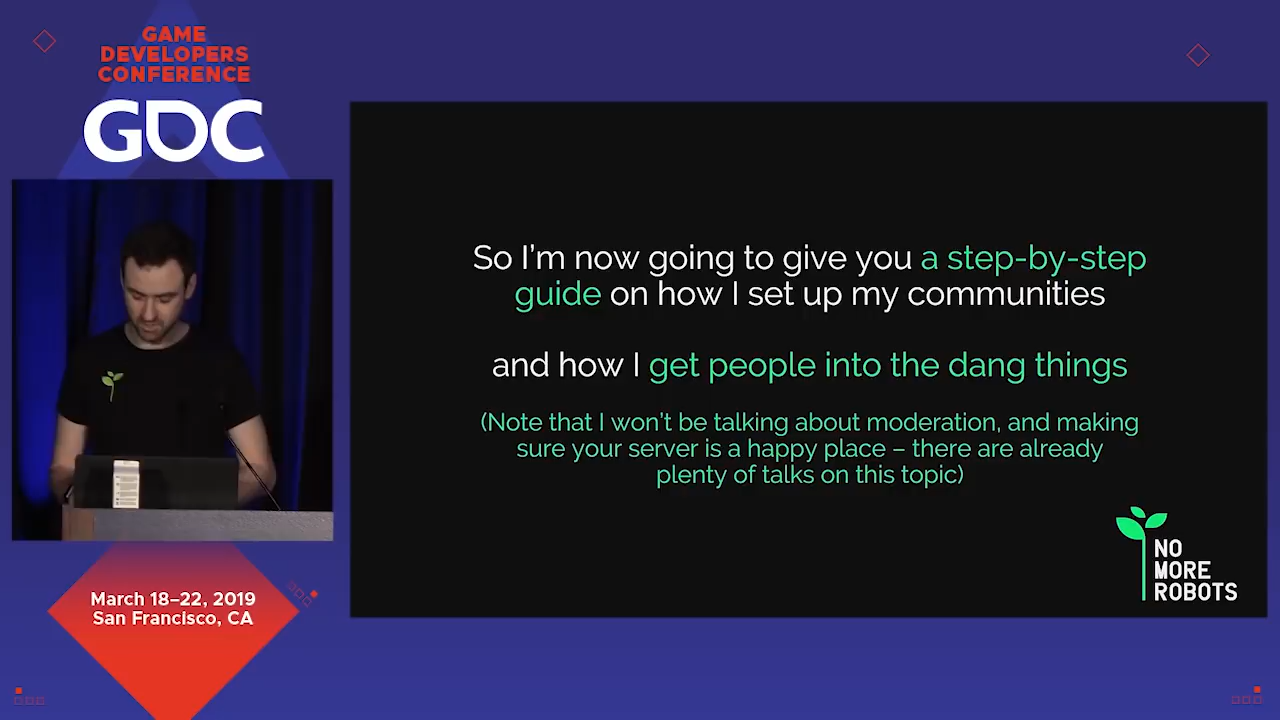 GAME
DEVELOPERS
CONFERENCE
GDC
So I'm now going to give you a step-by-step
guide on how I set up my communities
and how I get people into the dang things
(Note that I won't be talking about moderation, and making
sure your server is a happy place – there are already
plenty of talks on this topic)
NO
MORE
ROBOTS
March 18–22, 2019
San Francisco, CA